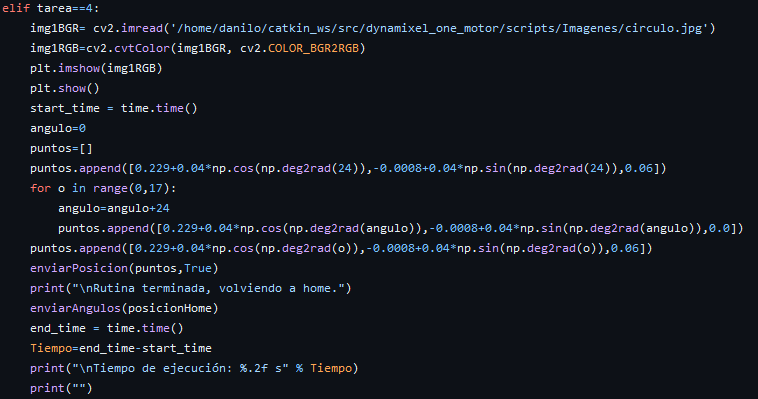 elif tarea==4:
    img1BGR= cv2.imread('/home/danilo/catkin_ws/src/dynamixel_one_motor/scripts/Imagenes/circulo.jpg')
    img1RGB=cv2.cvtColor(img1BGR, cv2.COLOR_BGR2RGB)
    plt.imshow(img1RGB)
    plt.show()
    start_time = time.time()
    angulo=0
    puntos=[]
    puntos.append([0.229+0.04*np.cos(np.deg2rad(24)),-0.0008+0.04*np.sin(np.deg2rad(24)),0.06])
    for o in range(0,17):
        angulo=angulo+24
        puntos.append([0.229+0.04*np.cos(np.deg2rad(angulo)),-0.0008+0.04*np.sin(np.deg2rad(angulo)),0.0])
    puntos.append([0.229+0.04*np.cos(np.deg2rad(o)),-0.0008+0.04*np.sin(np.deg2rad(o)),0.06])
    enviarPosicion(puntos,True)
    print("\nRutina terminada, volviendo a home.")
    enviarAngulos(posicionHome)
    end_time = time.time()
    Tiempo=end_time-start_time
    print("\nTiempo de ejecución: %.2f s" % Tiempo)
    print("")